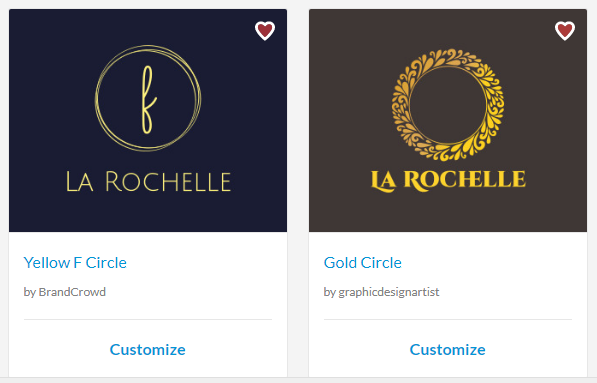 f
LA ROCHELLE
Yellow F Circle
by BrandCrowd
Customize
LA ROCHELLE
Gold Circle
by graphicdesignartist
Customize